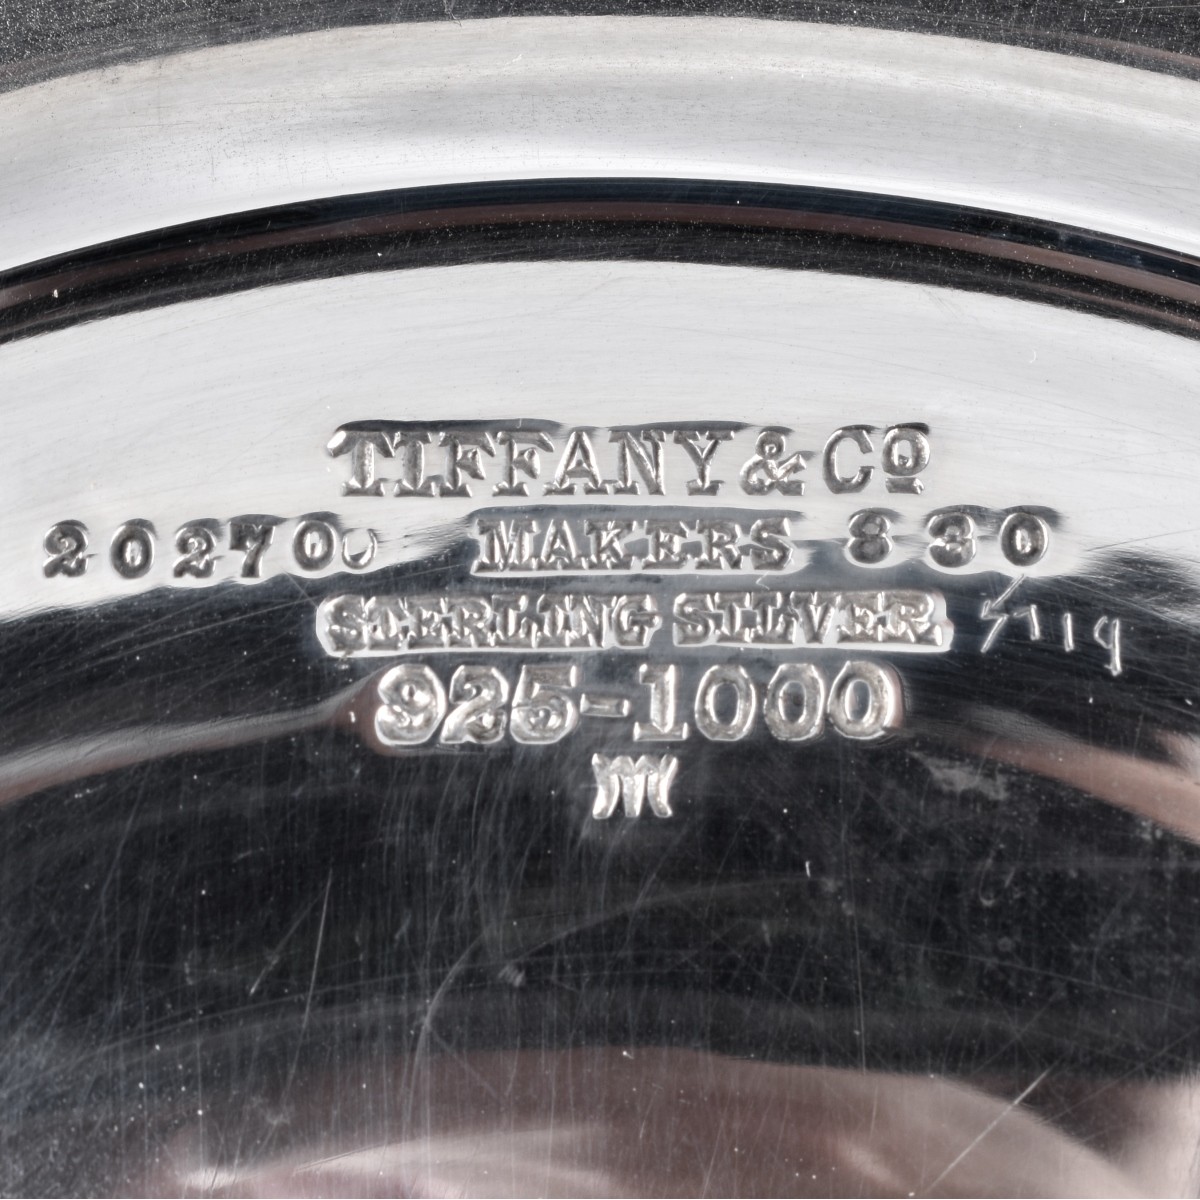 TIFFANY & Cº
20270 MAKERS 830
STERLING SILVER
925-1000
M